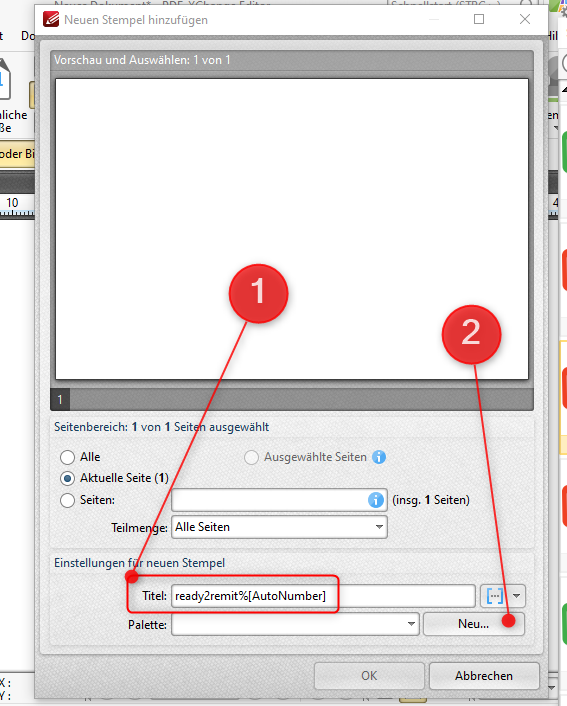 Neuen Stempel hinzufügen
Vorschau und Auswählen: 1 von 1
nliche
ße
oder Bi
10
4
1
2
1
Seitenbereich: 1 von 1 Seiten ausgewählt
Alle
Ausgewählte Seiten
Aktuelle Seite (1)
Seiten:
(insg. 1 Seiten)
Teilmenge:
Alle Seiten
Einstellungen für neuen Stempel
Titel:
ready2remit%[AutoNumber]
Palette:
Neu...
OK
Abbrechen
X :
Y :